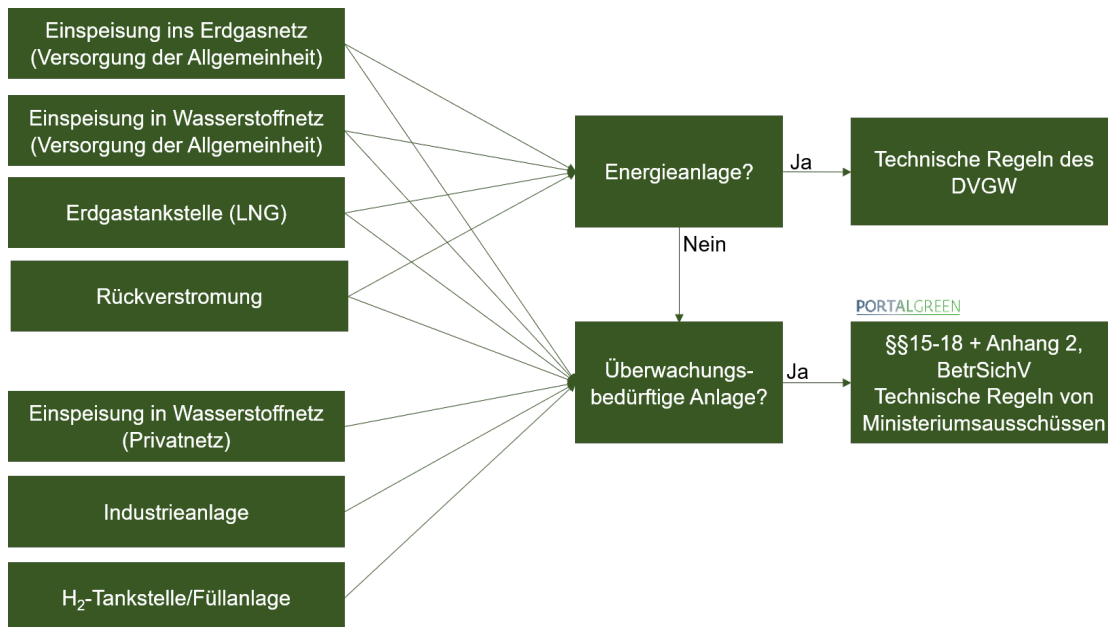 Einspeisung ins Erdgasnetz
(Versorgung der Allgemeinheit)
Einspeisung in Wasserstoffnetz
(Versorgung der Allgemeinheit)
Erdgastankstelle (LNG)
Rückverstromung
Einspeisung in Wasserstoffnetz
(Privatnetz)
Industrieanlage
H₂-Tankstelle/Füllanlage
Energieanlage?
Ja
Technische Regeln des
DVGW
Nein
Überwachungs-
bedürftige Anlage?
Ja
PORTALGREEN
§§15-18 + Anhang 2,
BetrSichV
Technische Regeln von
Ministeriumsausschüssen